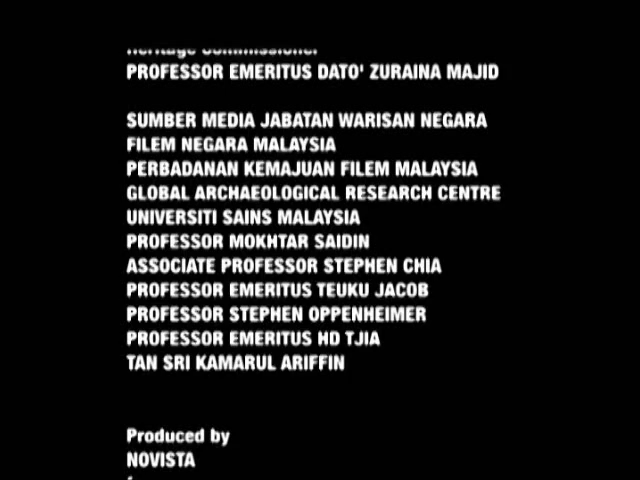 Heritage Commissioner
PROFESSOR EMERITUS DATO' ZURAINA MAJID
SUMBER MEDIA JABATAN WARISAN NEGARA
FILEM NEGARA MALAYSIA
PERBADANAN KEMAJUAN FILEM MALAYSIA
GLOBAL ARCHAEOLOGICAL RESEARCH CENTRE
UNIVERSITI SAINS MALAYSIA
PROFESSOR MOKHTAR SAIDIN
ASSOCIATE PROFESSOR STEPHEN CHIA
PROFESSOR EMERITUS TEUKU JACOB
PROFESSOR STEPHEN OPPENHEIMER
PROFESSOR EMERITUS HD TJIA
TAN SRI KAMARUL ARIFFIN
Produced by
NOVISTA